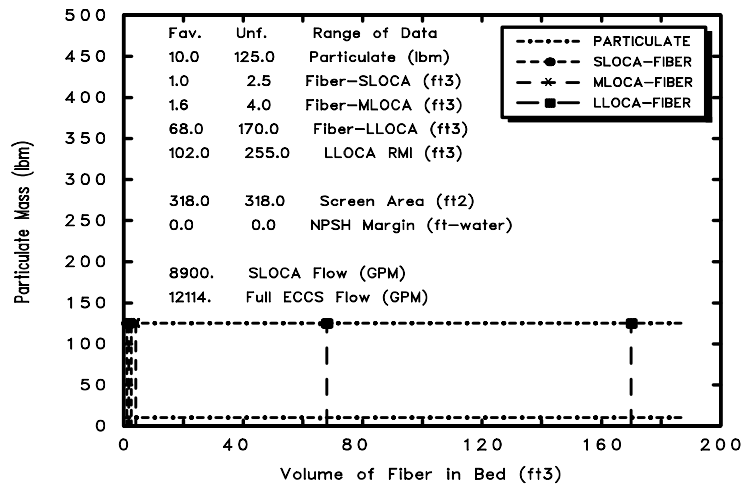 500
450
400
350
300
250
200
150
100
50
0
Particulate Mass (lbm)
Fav. Unf. Range of Data
10.0 125.0 Particulate (lbm)
1.0 2.5 Fiber-SLOCA (ft3)
1.6 4.0 Fiber-MLOCA (ft3)
68.0 170.0 Fiber-LLOCA (ft3)
102.0 255.0 LLOCA RMI (ft3)
318.0 318.0 Screen Area (ft2)
0.0 0.0 NPSH Margin (ft-water)
8900. SLOCA Flow (GPM)
12114. Full ECCS Flow (GPM)
PARTICULATE
SLOCA-FIBER
MLOCA-FIBER
LLOCA-FIBER
0 40 80 120 160 200
Volume of Fiber in Bed (ft3)